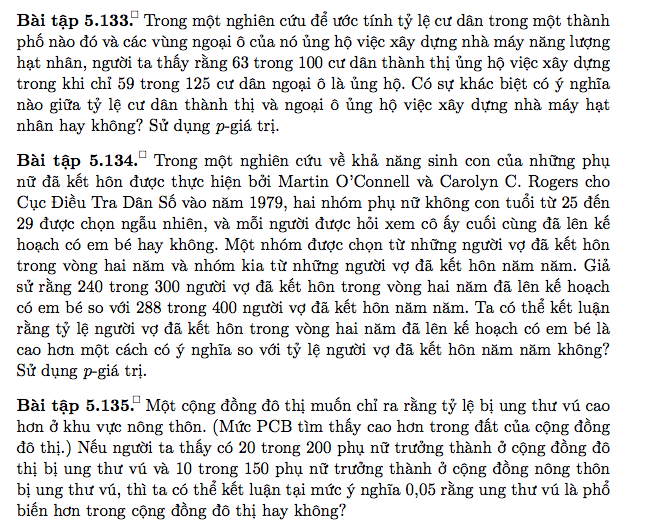 Bài tập 5.133.□ Trong một nghiên cứu để ước tính tỷ lệ cư dân trong một thành
phố nào đó và các vùng ngoại ô của nó ủng hộ việc xây dựng nhà máy năng lượng
hạt nhân, người ta thấy rằng 63 trong 100 cư dân thành thị ủng hộ việc xây dựng
trong khi chỉ 59 trong 125 cư dân ngoại ô là ủng hộ. Có sự khác biệt có ý nghĩa
nào giữa tỷ lệ cư dân thành thị và ngoại ô ủng hộ việc xây dựng nhà máy hạt
nhân hay không? Sử dụng p-giá trị.
Bài tập 5.134.□ Trong một nghiên cứu về khả năng sinh con của những phụ
nữ đã kết hôn được thực hiện bởi Martin O'Connell và Carolyn C. Rogers cho
Cục Điều Tra Dân Số vào năm 1979, hai nhóm phụ nữ không con tuổi từ 25 đến
29 được chọn ngẫu nhiên, và mỗi người được hỏi xem cô ấy cuối cùng đã lên kế
hoạch có em bé hay không. Một nhóm được chọn từ những người vợ đã kết hôn
trong vòng hai năm và nhóm kia từ những người vợ đã kết hôn năm năm. Giả
sử rằng 240 trong 300 người vợ đã kết hôn trong vòng hai năm đã lên kế hoạch
có em bé so với 288 trong 400 người vợ đã kết hôn năm năm. Ta có thể kết luận
rằng tỷ lệ người vợ đã kết hôn trong vòng hai năm đã lên kế hoạch có em bé là
cao hơn một cách có ý nghĩa so với tỷ lệ người vợ đã kết hôn năm năm không?
Sử dụng p-giá trị.
Bài tập 5.135.□ Một cộng đồng đô thị muốn chỉ ra rằng tỷ lệ bị ung thư vú cao
hơn ở khu vực nông thôn. (Mức PCB tìm thấy cao hơn trong đất của cộng đồng
đô thị.) Nếu người ta thấy có 20 trong 200 phụ nữ trưởng thành ở cộng đồng đô
thị bị ung thư vú và 10 trong 150 phụ nữ trưởng thành ở cộng đồng nông thôn
bị ung thư vú, thì ta có thể kết luận tại mức ý nghĩa 0,05 rằng ung thư vú là phổ
biến hơn trong cộng đồng đô thị hay không?